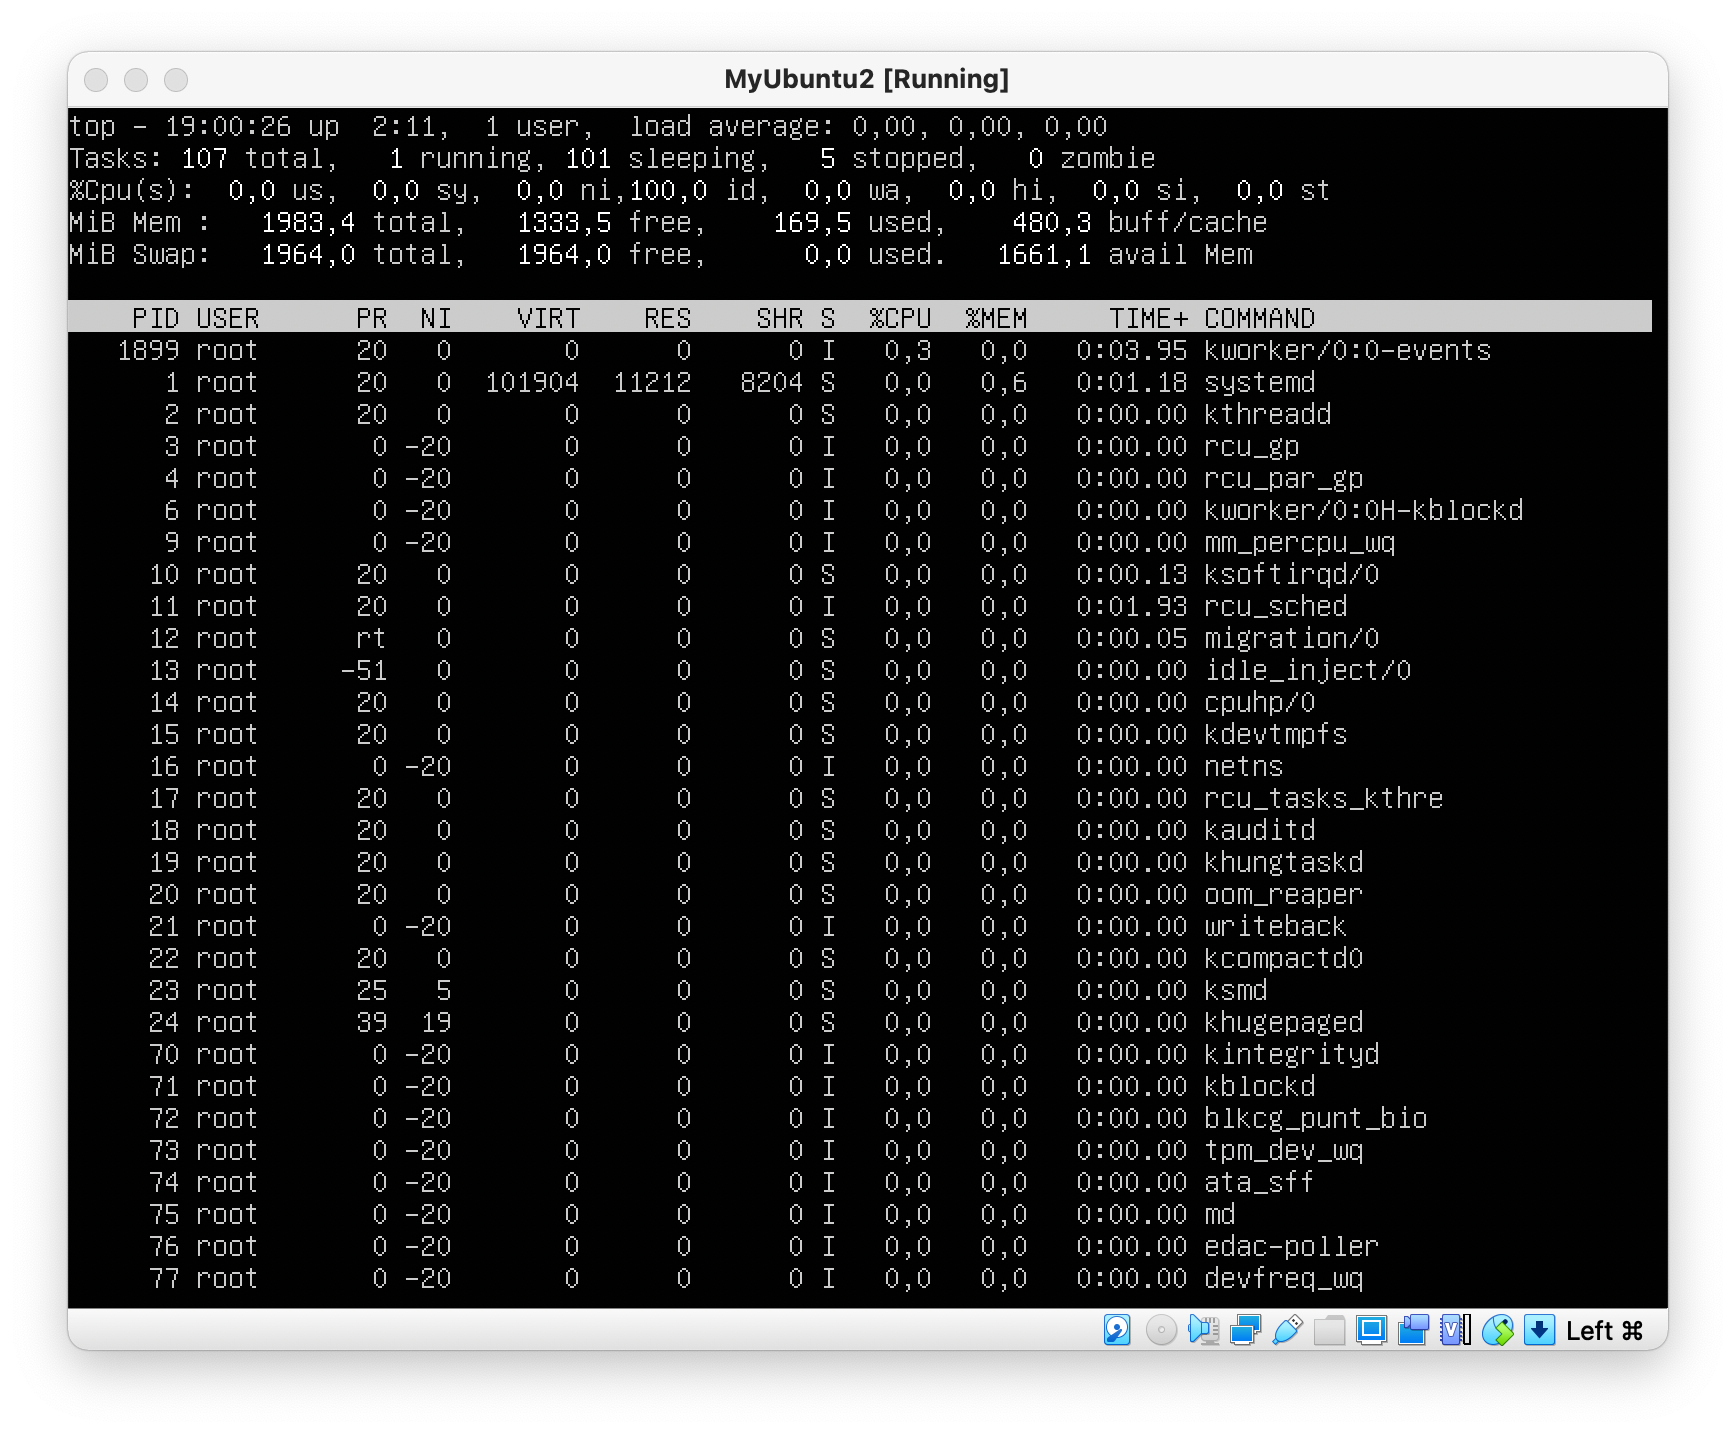 MyUbuntu2 [Running]
top - 19:00:26 up  2:11,  1 user,  load average: 0,00, 0,00, 0,00
Tasks: 107 total,   1 running, 101 sleeping,   5 stopped,   0 zombie
%Cpu(s):  0,0 us,  0,0 sy,  0,0 ni,100,0 id,  0,0 wa,  0,0 hi,  0,0 si,  0,0 st
MiB Mem :   1983,4 total,   1333,5 free,    169,5 used,    480,3 buff/cache
MiB Swap:   1964,0 total,   1964,0 free,      0,0 used.   1661,1 avail Mem
PID USER      PR  NI    VIRT    RES    SHR S  %CPU  %MEM     TIME+ COMMAND
1899 root      20   0       0      0      0 I   0,3   0,0   0:03.95 kworker/0:0-events
1 root      20   0  101904  11212   8204 S   0,0   0,6   0:01.18 systemd
2 root      20   0       0      0      0 S   0,0   0,0   0:00.00 kthreadd
3 root       0 -20       0      0      0 I   0,0   0,0   0:00.00 rcu_gp
4 root       0 -20       0      0      0 I   0,0   0,0   0:00.00 rcu_par_gp
6 root       0 -20       0      0      0 I   0,0   0,0   0:00.00 kworker/0:0H-kblockd
9 root       0 -20       0      0      0 I   0,0   0,0   0:00.00 mm_percpu_wq
10 root      20   0       0      0      0 S   0,0   0,0   0:00.13 ksoftirqd/0
11 root      20   0       0      0      0 I   0,0   0,0   0:01.93 rcu_sched
12 root      rt   0       0      0      0 S   0,0   0,0   0:00.05 migration/0
13 root     -51   0       0      0      0 S   0,0   0,0   0:00.00 idle_inject/0
14 root      20   0       0      0      0 S   0,0   0,0   0:00.00 cpuhp/0
15 root      20   0       0      0      0 S   0,0   0,0   0:00.00 kdevtmpfs
16 root       0 -20       0      0      0 I   0,0   0,0   0:00.00 netns
17 root      20   0       0      0      0 S   0,0   0,0   0:00.00 rcu_tasks_kthre
18 root      20   0       0      0      0 S   0,0   0,0   0:00.00 kauditd
19 root      20   0       0      0      0 S   0,0   0,0   0:00.00 khungtaskd
20 root      20   0       0      0      0 S   0,0   0,0   0:00.00 oom_reaper
21 root       0 -20       0      0      0 I   0,0   0,0   0:00.00 writeback
22 root      20   0       0      0      0 S   0,0   0,0   0:00.00 kcompactd0
23 root      25   5       0      0      0 S   0,0   0,0   0:00.00 ksmd
24 root      39  19       0      0      0 S   0,0   0,0   0:00.00 khugepaged
70 root       0 -20       0      0      0 I   0,0   0,0   0:00.00 kintegrityd
71 root       0 -20       0      0      0 I   0,0   0,0   0:00.00 kblockd
72 root       0 -20       0      0      0 I   0,0   0,0   0:00.00 blkcg_punt_bio
73 root       0 -20       0      0      0 I   0,0   0,0   0:00.00 tpm_dev_wq
74 root       0 -20       0      0      0 I   0,0   0,0   0:00.00 ata_sff
75 root       0 -20       0      0      0 I   0,0   0,0   0:00.00 md
76 root       0 -20       0      0      0 I   0,0   0,0   0:00.00 edac-poller
77 root       0 -20       0      0      0 I   0,0   0,0   0:00.00 devfreq_wq
Left ⌘